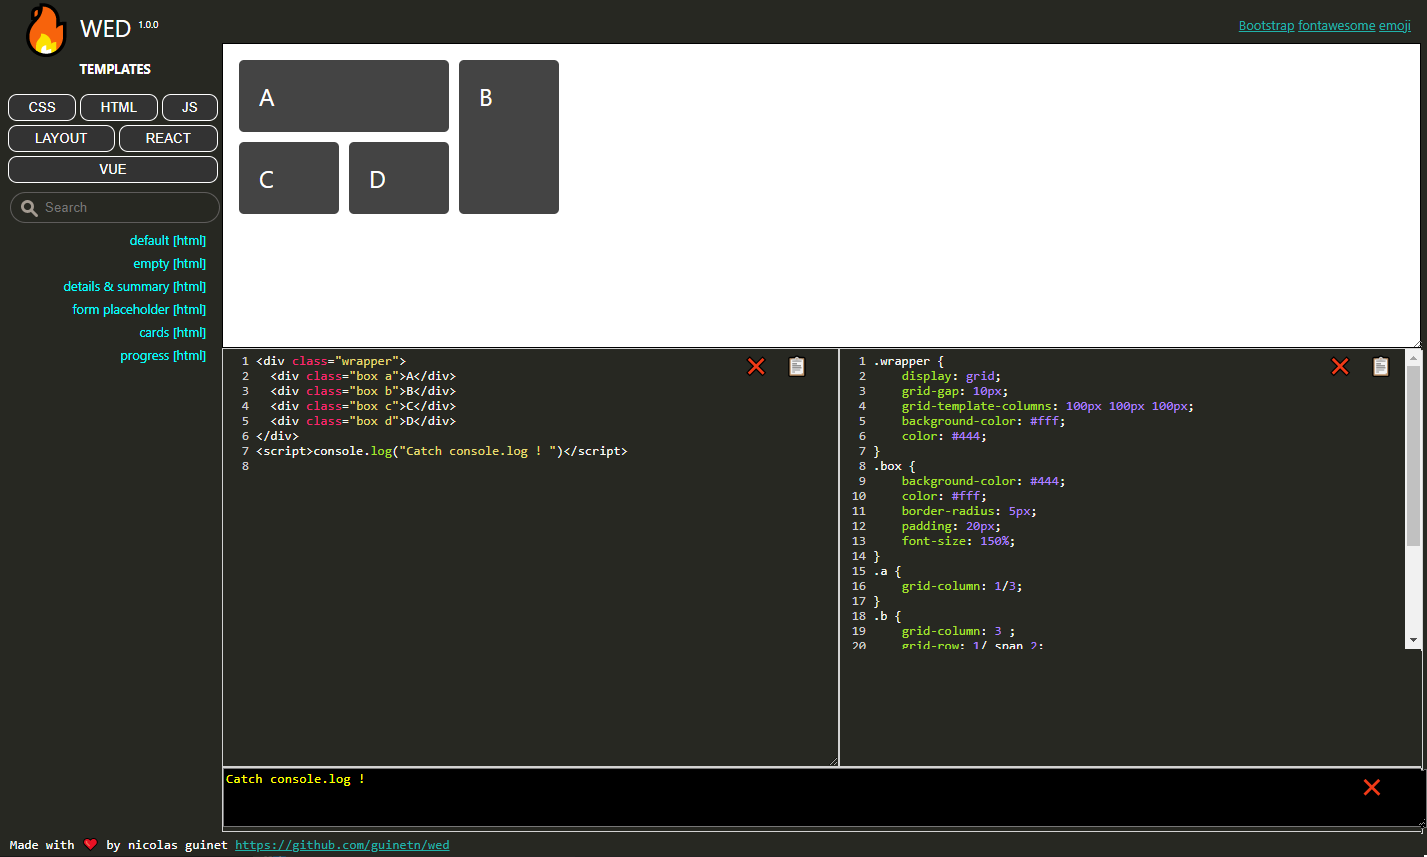 WED 1.0.0
Bootstrap fontawesome emoji
TEMPLATES
CSS HTML JS
LAYOUT REACT
VUE
Search
default [html]
empty [html]
details & summary [html]
form placeholder [html]
cards [html]
progress [html]
A
B
C
D
1 <div class="wrapper">
2   <div class="box a">A</div>
3   <div class="box b">B</div>
4   <div class="box c">C</div>
5   <div class="box d">D</div>
6 </div>
7 <script>console.log("Catch console.log ! ")</script>
8
1 .wrapper {
2     display: grid;
3     grid-gap: 10px;
4     grid-template-columns: 100px 100px 100px;
5     background-color: #fff;
6     color: #444;
7 }
8 .box {
9     background-color: #444;
10     color: #fff;
11     border-radius: 5px;
12     padding: 20px;
13     font-size: 150%;
14 }
15 .a {
16     grid-column: 1/3;
17 }
18 .b {
19     grid-column: 3 ;
20     grid-row: 1/ span 2;
Catch console.log !
Made with ❤️ by nicolas guinet https://github.com/guinetn/wed